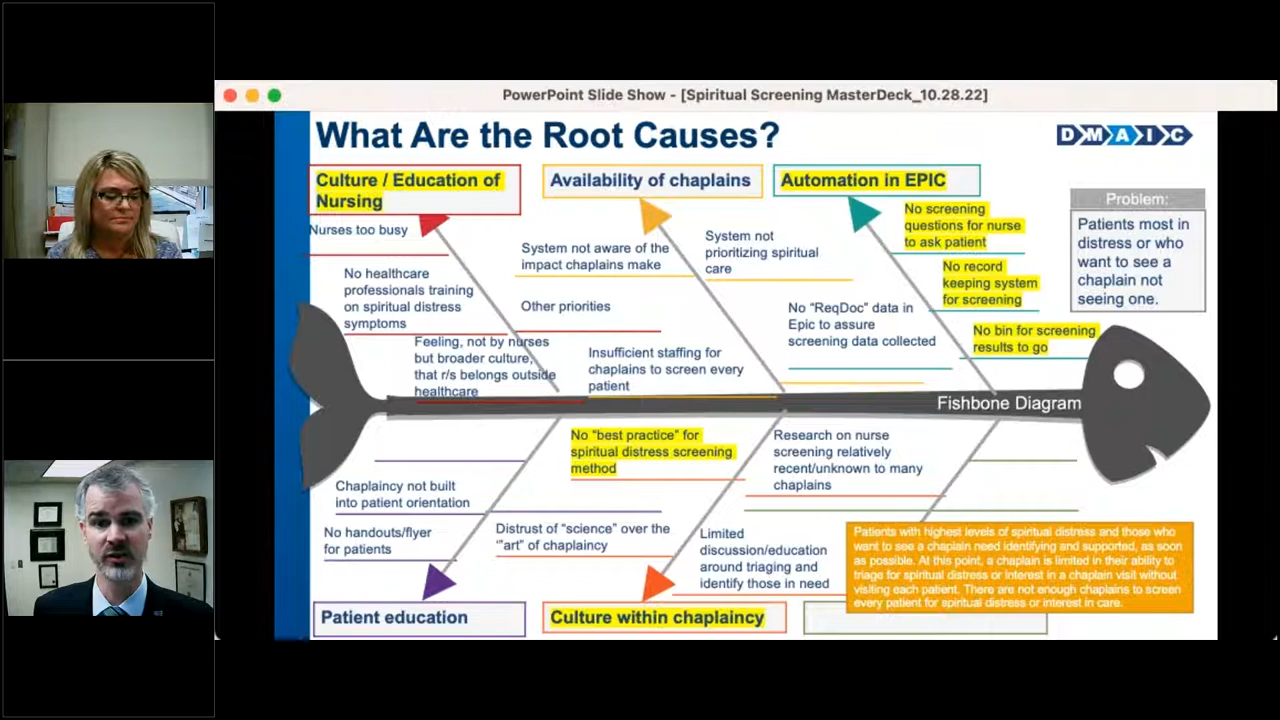 PowerPoint Slide Show - [Spiritual Screening MasterDeck_10.28.22]
What Are the Root Causes?
DMAIC
Culture / Education of
Nursing
Availability of chaplains
Automation in EPIC
Problem:
Patients most in
distress or who
want to see a
chaplain not
seeing one.
Nurses too busy
No healthcare
professionals training
on spiritual distress
symptoms
Feeling, not by nurses
but broader culture,
that r/s belongs outside
healthcare
System not aware of the
impact chaplains make
Other priorities
Insufficient staffing for
chaplains to screen every
patient
System not
prioritizing spiritual
care
No "ReqDoc" data in
Epic to assure
screening data collected
No screening
questions for nurse
to ask patient
No record
keeping system
for screening
No bin for screening
results to go
Fishbone Diagram
Chaplaincy not built
into patient orientation
No handouts/flyer
for patients
No "best practice" for
spiritual distress screening
method
Distrust of "science" over the
'"art" of chaplaincy
Research on nurse
screening relatively
recent/unknown to many
chaplains
Limited
discussion/education
around triaging and
identify those in need
Patients with highest levels of spiritual distress and those who
want to see a chaplain need identifying and supported, as soon
as possible. At this point, a chaplain is limited in their ability to
triage for spiritual distress or interest in a chaplain visit without
visiting each patient. There are not enough chaplains to screen
every patient for spiritual distress or interest in care.
Patient education
Culture within chaplaincy